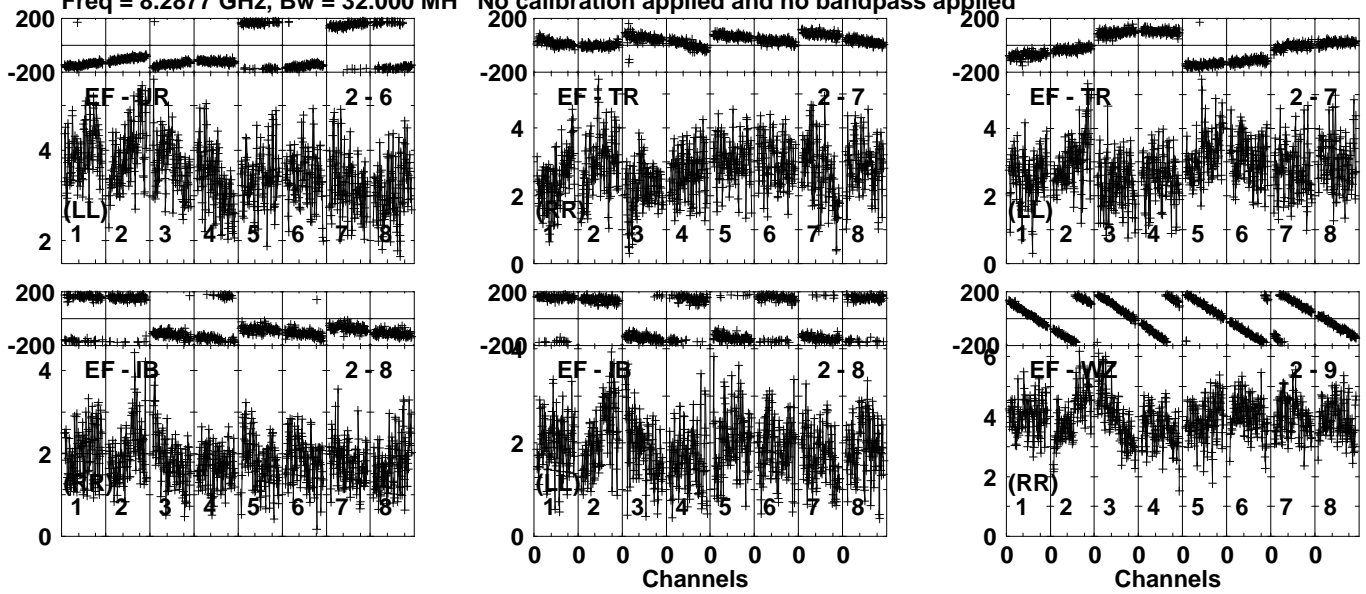 Freq = 8.2877 GHz, Bw = 32.000 MH No calibration applied and no bandpass applied
200
-200
EF - UR 2 - 6
4
2
(LL)
1 2 3 4 5 6 7 8
EF - TR 2 - 7
4
2
0
(RR)
1 2 3 4 5 6 7 8
200
-200
EF - TR 2 - 7
4
2
0
(LL)
1 2 3 4 5 6 7 8
200
-200
EF - IB 2 - 8
4
2
0
(RR)
1 2 3 4 5 6 7 8
200
-200
EF - IB 2 - 8
4
2
0
(LL)
1 2 3 4 5 6 7 8
0 0 0 0 0 0 0 0
Channels
200
-200
EF - WZ 2 - 9
6
4
2
0
(RR)
1 2 3 4 5 6 7 8
0 0 0 0 0 0 0 0
Channels